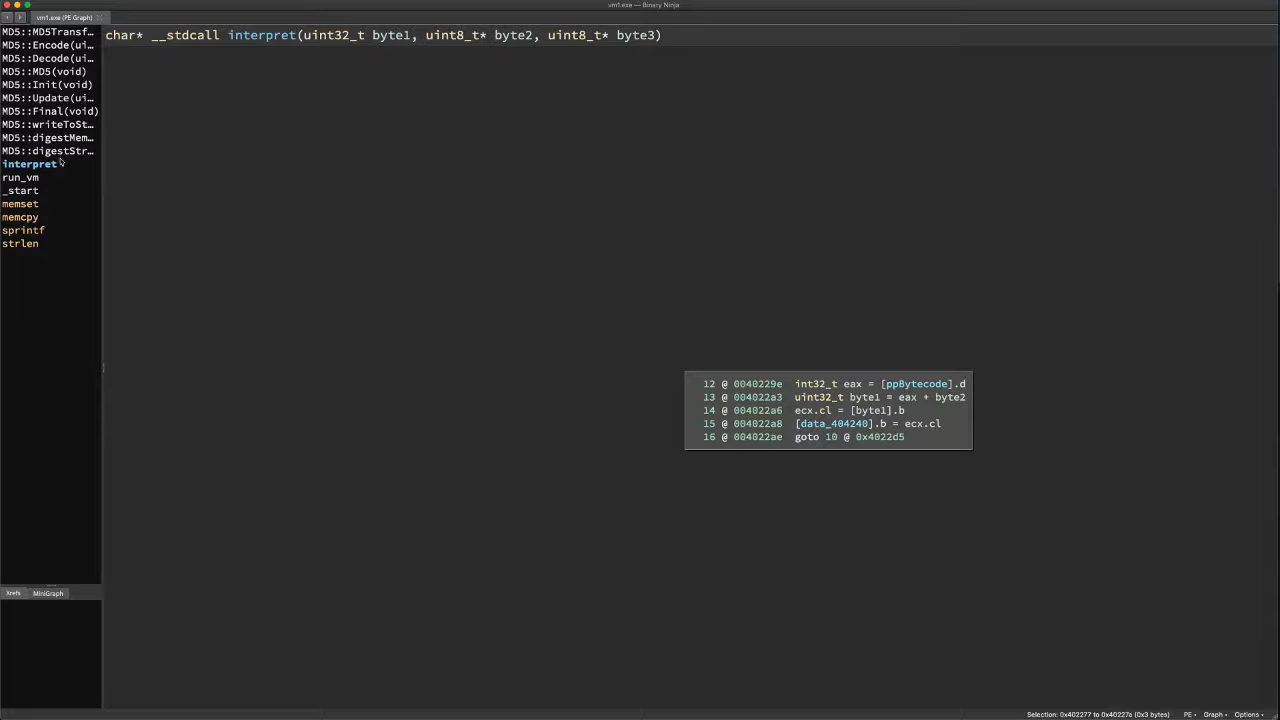 vm1.exe — Binary Ninja
vm1.exe (PE Graph)
MD5::MD5Transf…
MD5::Encode(ui…
MD5::Decode(ui…
MD5::MD5(void)
MD5::Init(void)
MD5::Update(ui…
MD5::Final(void)
MD5::writeToSt…
MD5::digestMem…
MD5::digestStr…
interpret
run_vm
_start
memset
memcpy
sprintf
strlen
char* __stdcall interpret(uint32_t byte1, uint8_t* byte2, uint8_t* byte3)
12 @ 0040229e int32_t eax = [ppBytecode].d
13 @ 004022a3 uint32_t byte1 = eax + byte2
14 @ 004022a6 ecx.cl = [byte1].b
15 @ 004022a8 [data_404240].b = ecx.cl
16 @ 004022ae goto 10 @ 0x4022d5
Xrefs MiniGraph
Selection: 0x402277 to 0x40227a (0x3 bytes) PE Graph Options